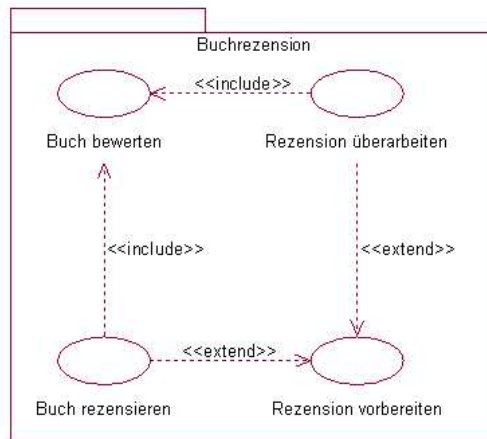 Buchrezension
<<include>>
Buch bewerten
Rezension überarbeiten
<<include>>
<<extend>>
<<extend>>
Buch rezensieren
Rezension vorbereiten